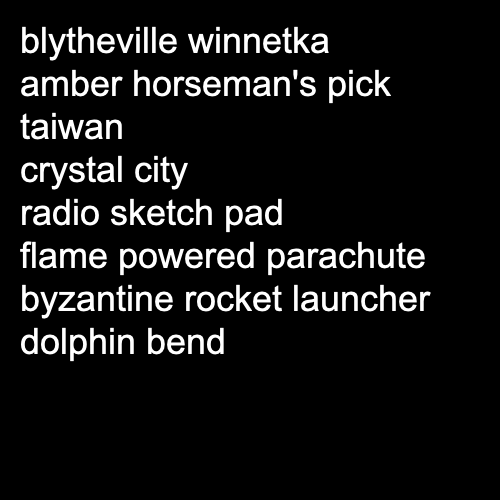 blytheville winnetka
amber horseman's pick
taiwan
crystal city
radio sketch pad
flame powered parachute
byzantine rocket launcher
dolphin bend